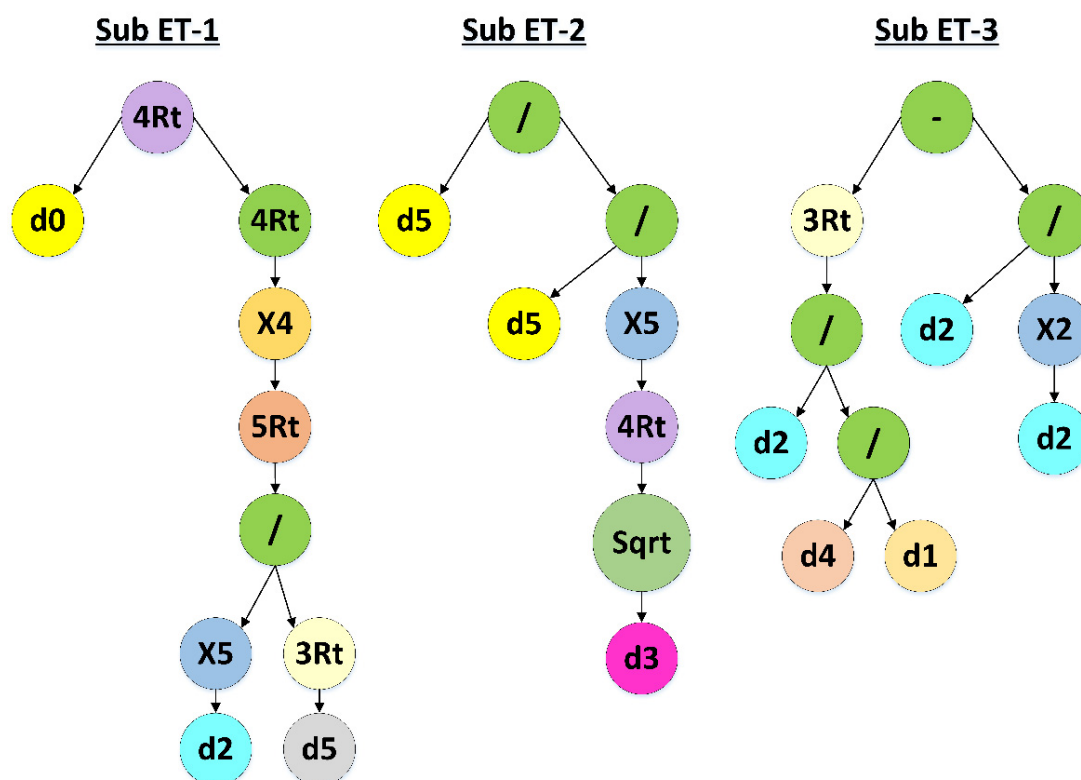 Sub ET-1 Sub ET-2 Sub ET-3
4Rt / -
d0 4Rt d5 / 3Rt /
X4 d5 X5 / d2 X2
5Rt 4Rt d2 / d2
/ Sqrt d4 d1
X5 3Rt d3
d2 d5